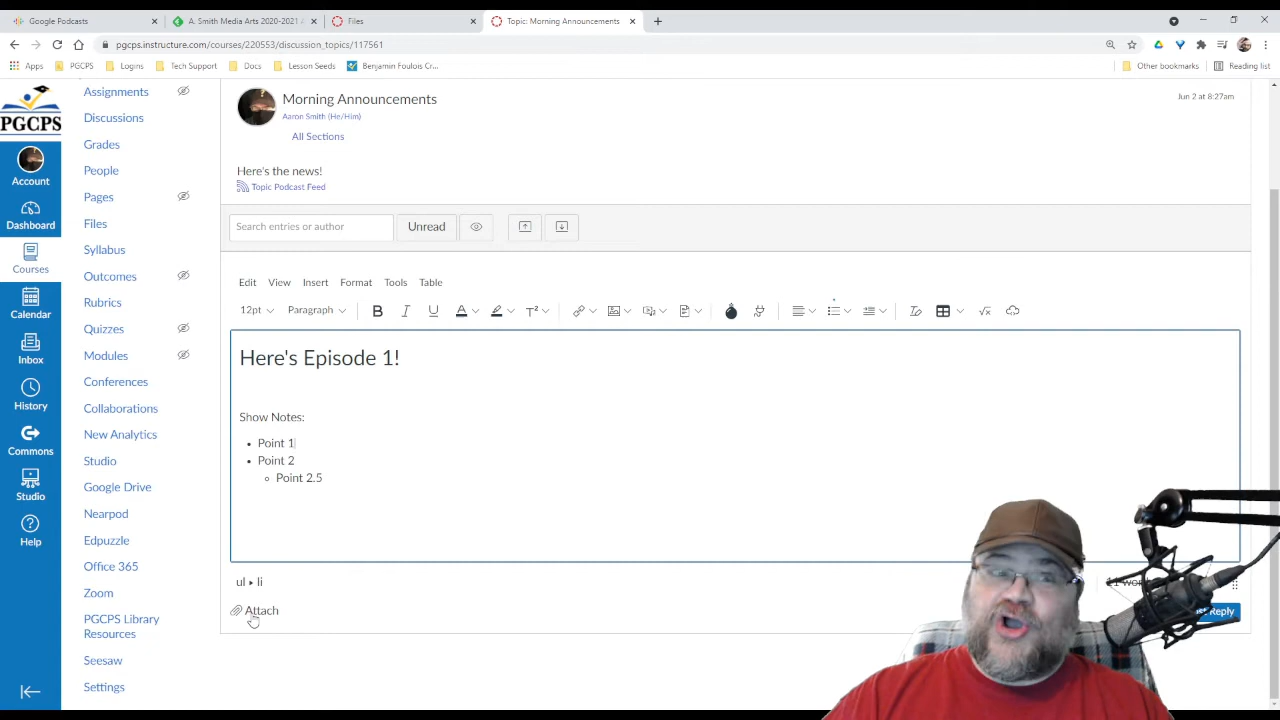 Google Podcasts
A. Smith Media Arts 2020-2021 A
Files
Topic: Morning Announcements
pgcps.instructure.com/courses/220553/discussion_topics/117561
Apps
PGCPS
Logins
Tech Support
Docs
Lesson Seeds
Benjamin Foulois Cr...
Other bookmarks
Reading list
PGCPS
Account
Dashboard
Courses
Calendar
Inbox
History
Commons
Studio
Help
Assignments
Discussions
Grades
People
Pages
Files
Syllabus
Outcomes
Rubrics
Quizzes
Modules
Conferences
Collaborations
New Analytics
Studio
Google Drive
Nearpod
Edpuzzle
Office 365
Zoom
PGCPS Library
Resources
Seesaw
Settings
Morning Announcements
Jun 2 at 8:27am
Aaron Smith (He/Him)
All Sections
Here's the news!
Topic Podcast Feed
Search entries or author
Unread
Edit View Insert Format Tools Table
12pt Paragraph B I U A T²
Here's Episode 1!
Show Notes:
• Point 1
• Point 2
◦ Point 2.5
ul ▸ li
11
Attach
Reply